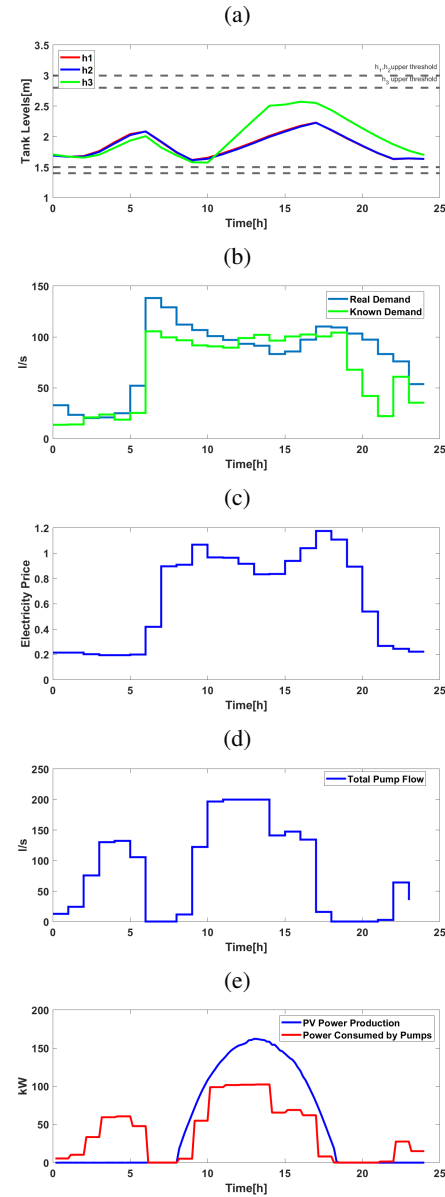 (a)
3.5
3
2.5
2
1.5
1
Tank Levels[m]
h1
h2
h3
h1,h2 upper threshold
h3 upper threshold
0 5 10 15 20 25
Time[h]
(b)
150
100
50
0
l/s
Real Demand
Known Demand
0 5 10 15 20 25
Time[h]
(c)
1.2
1
0.8
0.6
0.4
0.2
0
Electricity Price
0 5 10 15 20 25
Time[h]
(d)
250
200
150
100
50
0
l/s
Total Pump Flow
0 5 10 15 20 25
Time[h]
(e)
200
150
100
50
0
kW
PV Power Production
Power Consumed by Pumps
0 5 10 15 20 25
Time[h]